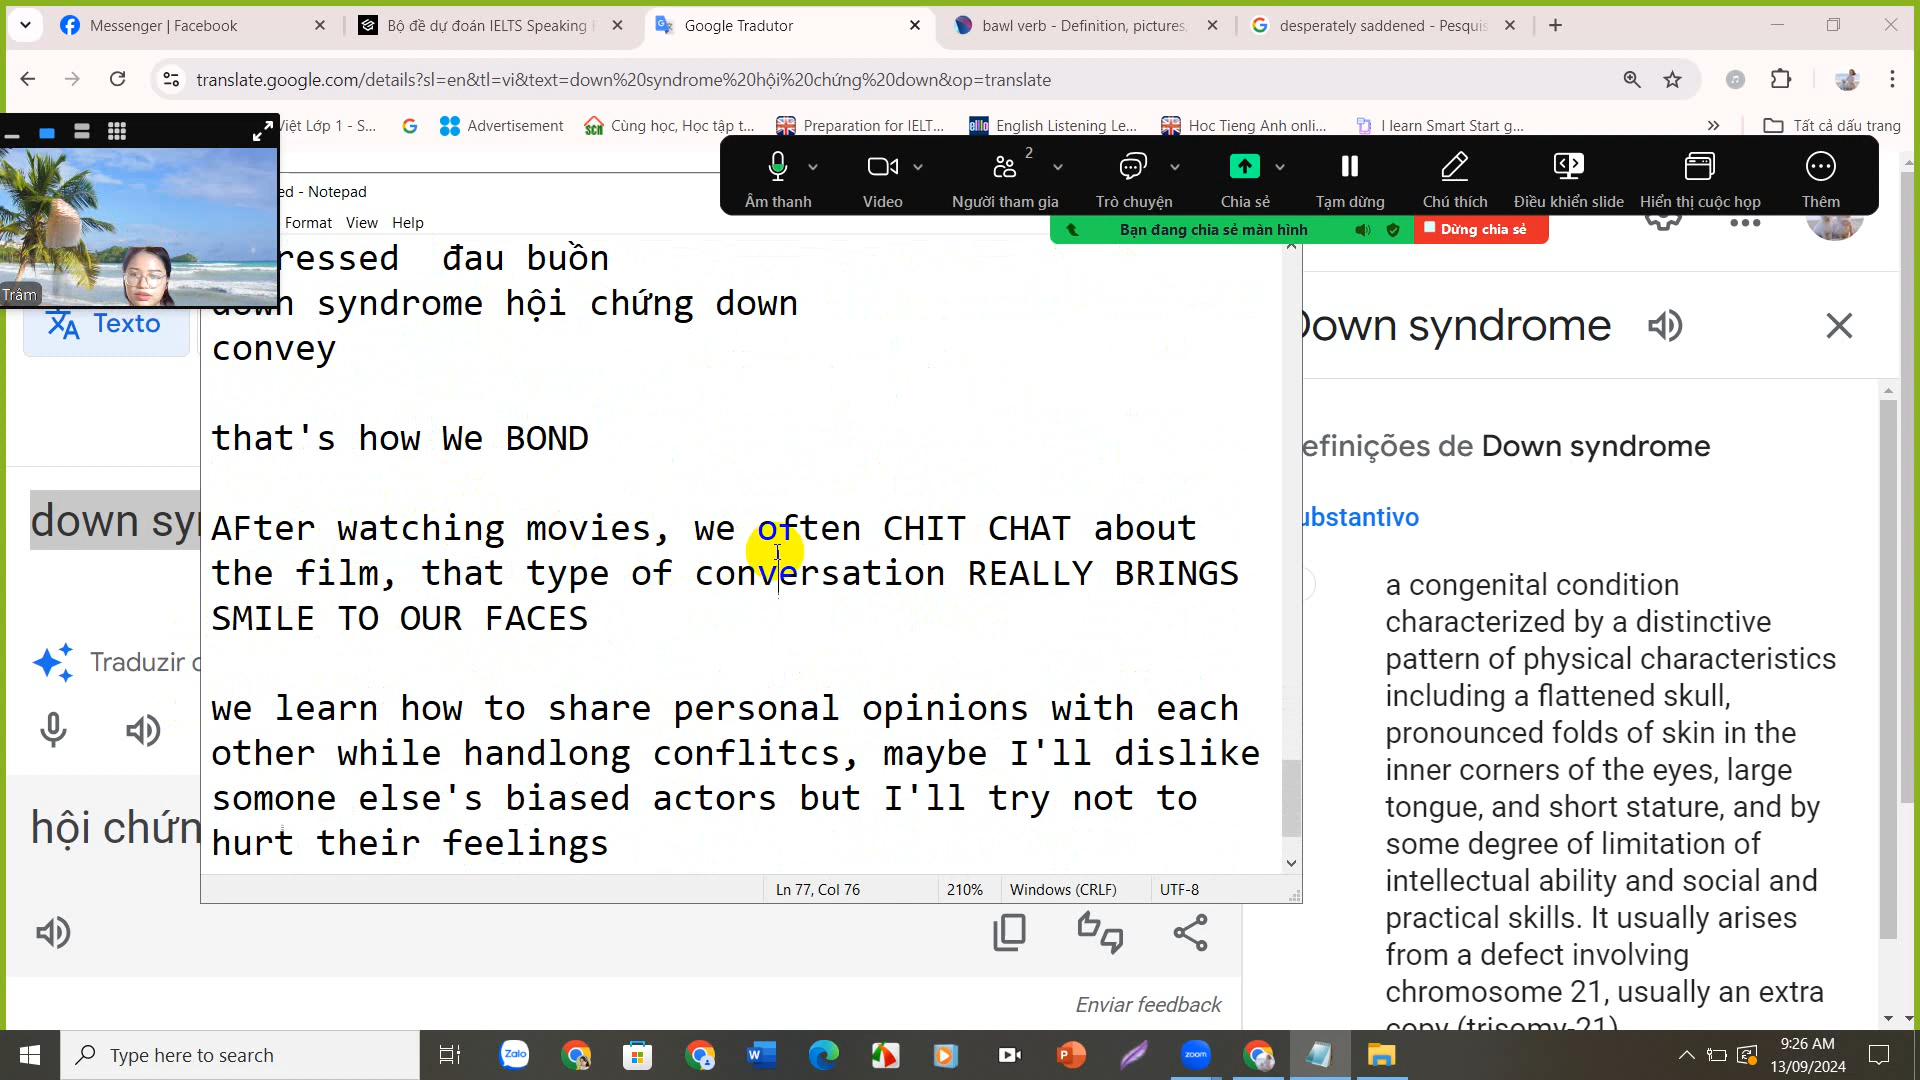 Messenger | Facebook
Bộ đề dự đoán IELTS Speaking
Google Tradutor
bawl verb - Definition, pictures,
desperately saddened - Pesquis
translate.google.com/details?sl=en&tl=vi&text=down%20syndrome%20hội%20chứng%20down&op=translate
Việt Lớp 1 - S...
Advertisement
Cùng học, Học tập t...
Preparation for IELT...
English Listening Le...
Hoc Tieng Anh onli...
I learn Smart Start g...
Tất cả dấu trang
Âm thanh
Video
2
Người tham gia
Trò chuyện
Chia sẻ
Tạm dừng
Chú thích
Điều khiển slide
Hiển thị cuộc họp
Thêm
Bạn đang chia sẻ màn hình
Dừng chia sẻ
Trâm
ed - Notepad
Format View Help
ressed  đau buồn
down syndrome hội chứng down
convey
that's how We BOND
AFter watching movies, we often CHIT CHAT about
the film, that type of conversation REALLY BRINGS
SMILE TO OUR FACES
we learn how to share personal opinions with each
other while handlong conflitcs, maybe I'll dislike
somone else's biased actors but I'll try not to
hurt their feelings
Ln 77, Col 76
210%
Windows (CRLF)
UTF-8
Texto
down syn
Traduzir
hội chứn
Enviar feedback
Down syndrome
efinições de Down syndrome
ubstantivo
a congenital condition
characterized by a distinctive
pattern of physical characteristics
including a flattened skull,
pronounced folds of skin in the
inner corners of the eyes, large
tongue, and short stature, and by
some degree of limitation of
intellectual ability and social and
practical skills. It usually arises
from a defect involving
chromosome 21, usually an extra
copy (trisomy-21)
Type here to search
Zalo
zoom
9:26 AM
13/09/2024